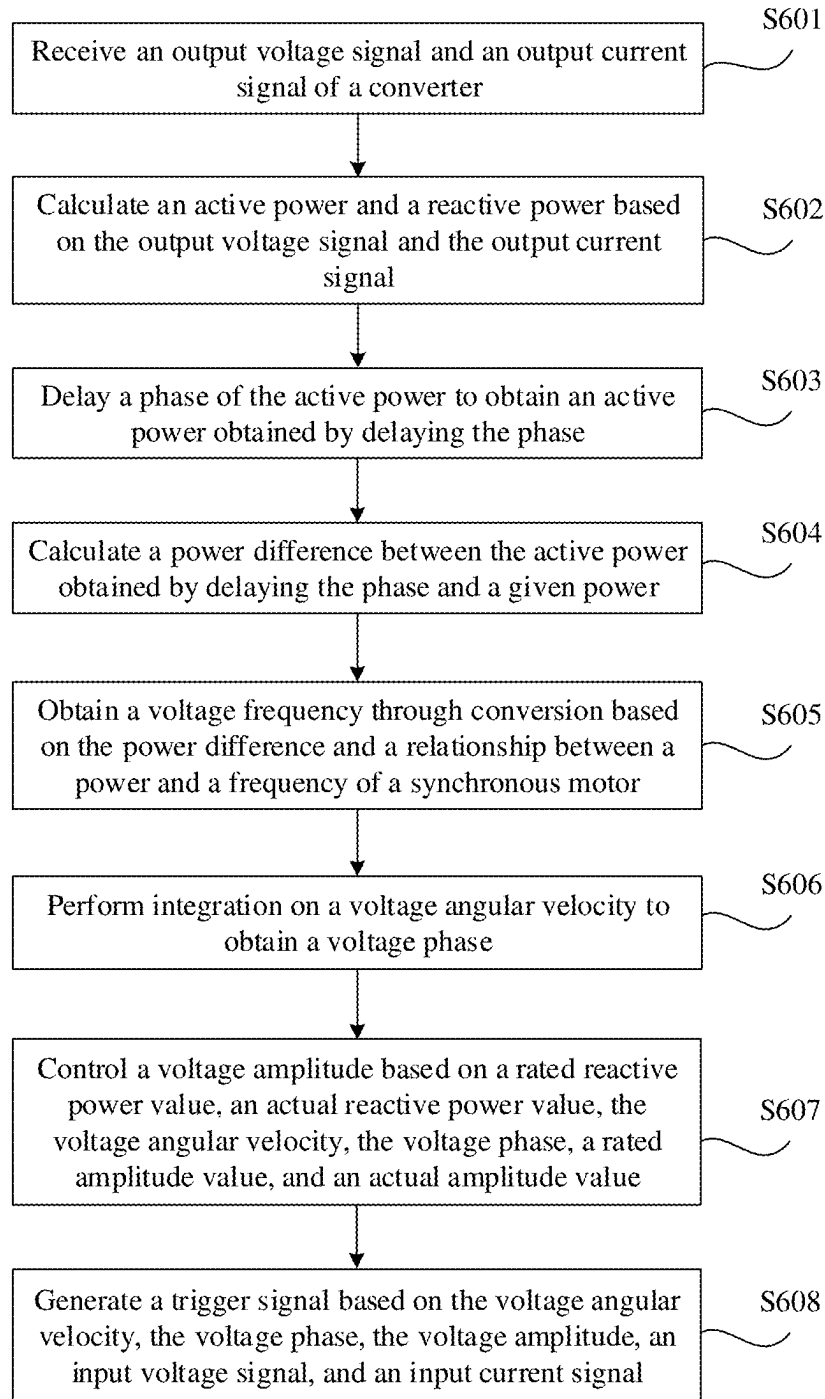 S601
Receive an output voltage signal and an output current
signal of a converter
S602
Calculate an active power and a reactive power based
on the output voltage signal and the output current
signal
S603
Delay a phase of the active power to obtain an active
power obtained by delaying the phase
S604
Calculate a power difference between the active power
obtained by delaying the phase and a given power
S605
Obtain a voltage frequency through conversion based
on the power difference and a relationship between a
power and a frequency of a synchronous motor
S606
Perform integration on a voltage angular velocity to
obtain a voltage phase
S607
Control a voltage amplitude based on a rated reactive
power value, an actual reactive power value, the
voltage angular velocity, the voltage phase, a rated
amplitude value, and an actual amplitude value
S608
Generate a trigger signal based on the voltage angular
velocity, the voltage phase, the voltage amplitude, an
input voltage signal, and an input current signal